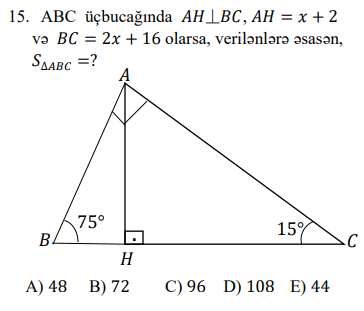 15. ABC üçbucağında AH⊥BC, AH = x + 2
və BC = 2x + 16 olarsa, verilənlərə əsasən,
S∆ABC =?
A
75°
15°
B
C
H
A) 48 B) 72 C) 96 D) 108 E) 44